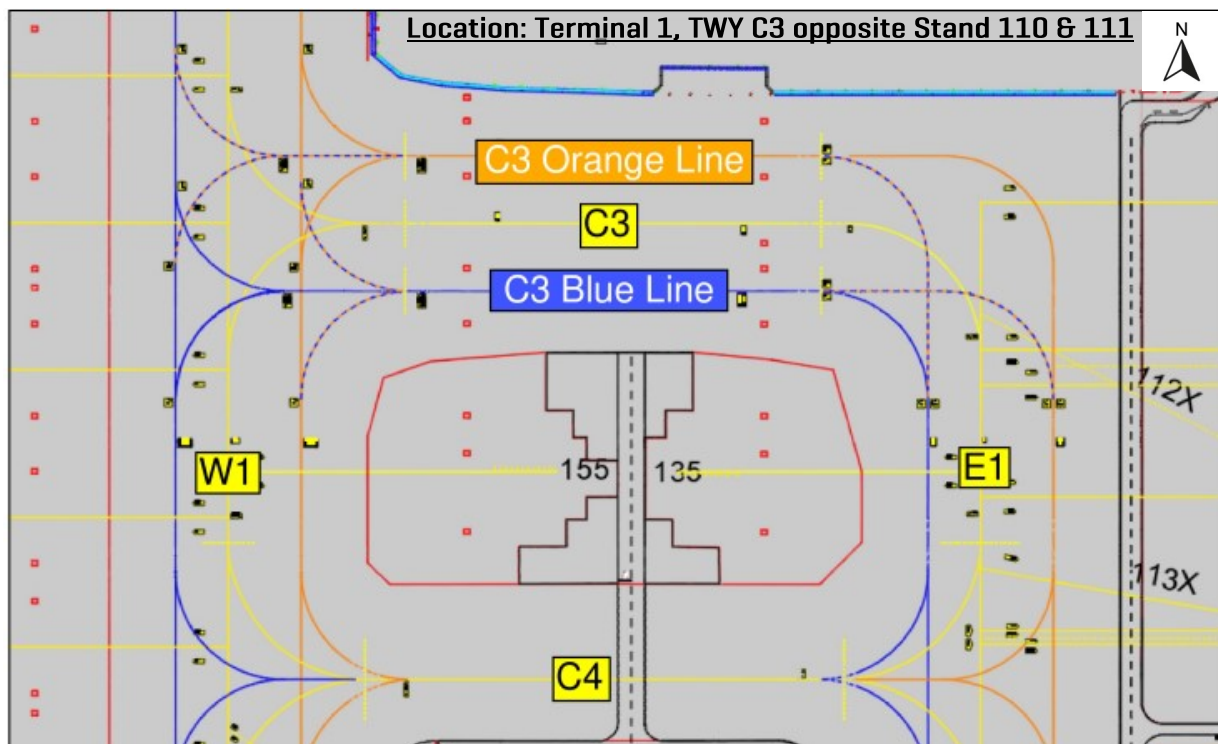 Location: Terminal 1, TWY C3 opposite Stand 110 & 111
N
C3 Orange Line
C3
C3 Blue Line
112X
W1
155
135
E1
113X
C4